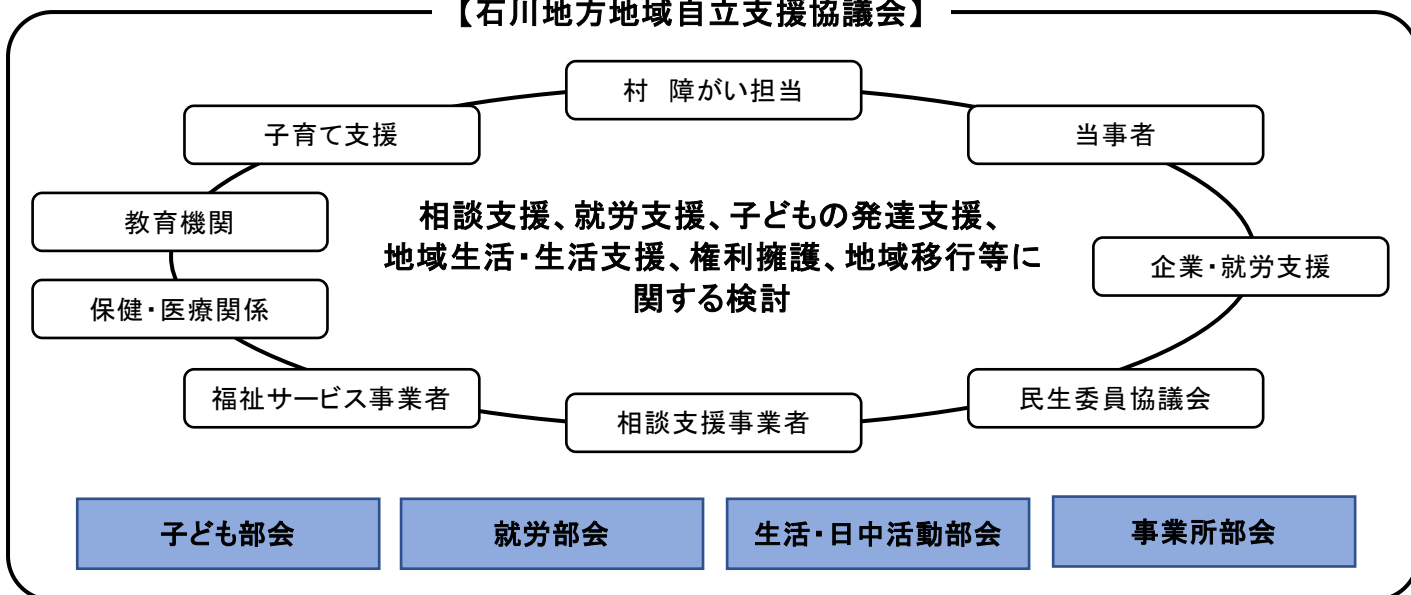 【石川地方地域自立支援協議会】
村　障がい担当
子育て支援
当事者
教育機関
相談支援、就労支援、子どもの発達支援、
地域生活・生活支援、権利擁護、地域移行等に
関する検討
企業・就労支援
保健・医療関係
福祉サービス事業者
相談支援事業者
民生委員協議会
子ども部会
就労部会
生活・日中活動部会
事業所部会